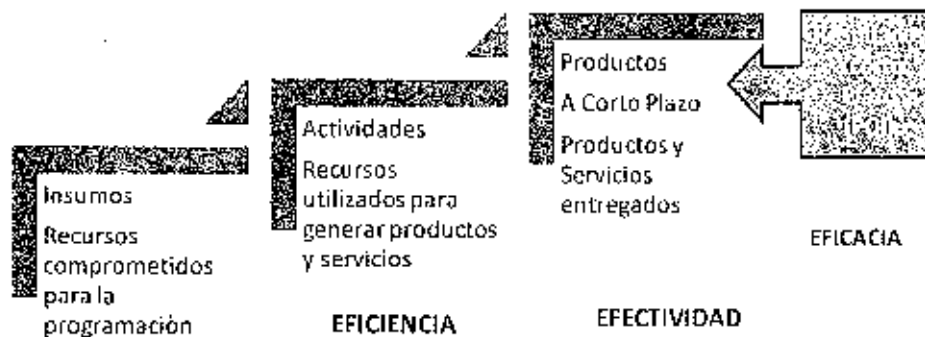 Insumos
Recursos
comprometidos
para la
programación
Actividades
Recursos
utilizados para
generar productos
y servicios
EFICIENCIA
Productos
A Corto Plazo
Productos y
Servicios
entregados
EFECTIVIDAD
EFICACIA